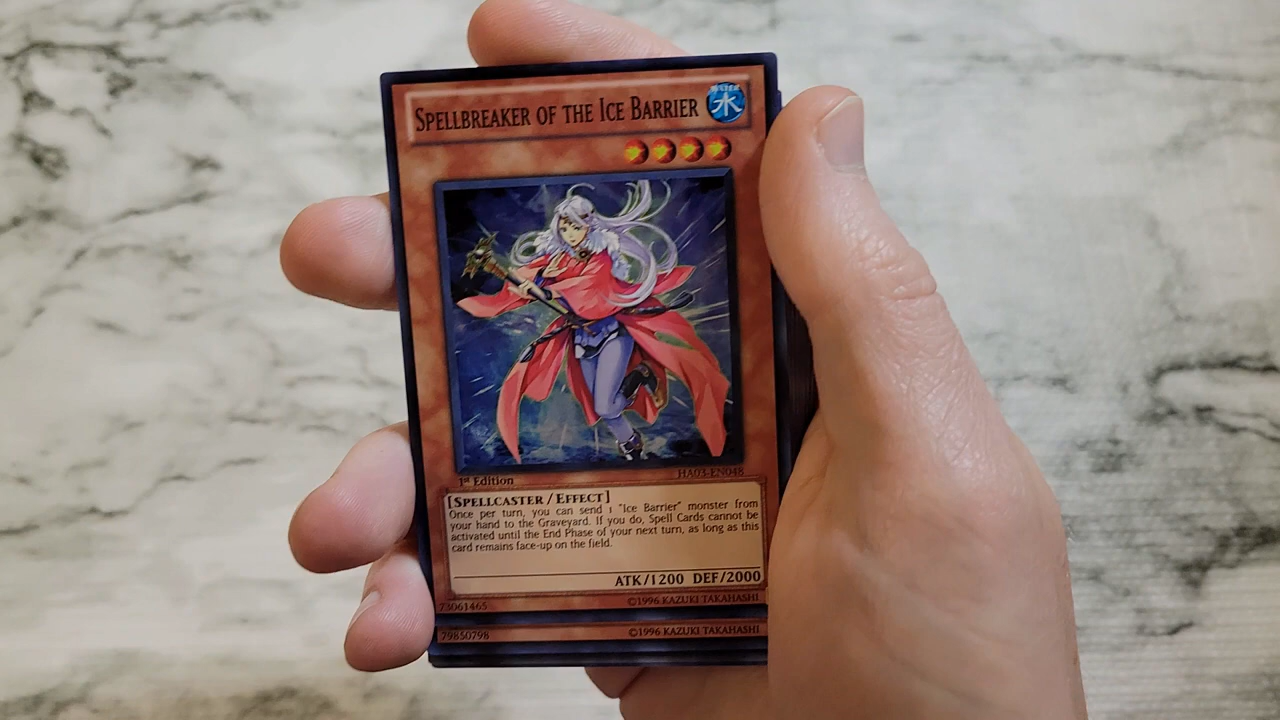 SPELLBREAKER OF THE ICE BARRIER
WATER
水
HA03-EN048
1st Edition
[SPELLCASTER / EFFECT]
Once per turn, you can send 1 "Ice Barrier" monster from
your hand to the Graveyard. If you do, Spell Cards cannot be
activated until the End Phase of your next turn, as long as this
card remains face-up on the field.
ATK/1200 DEF/2000
73061465
©1996 KAZUKI TAKAHASHI
79850798
©1996 KAZUKI TAKAHASHI